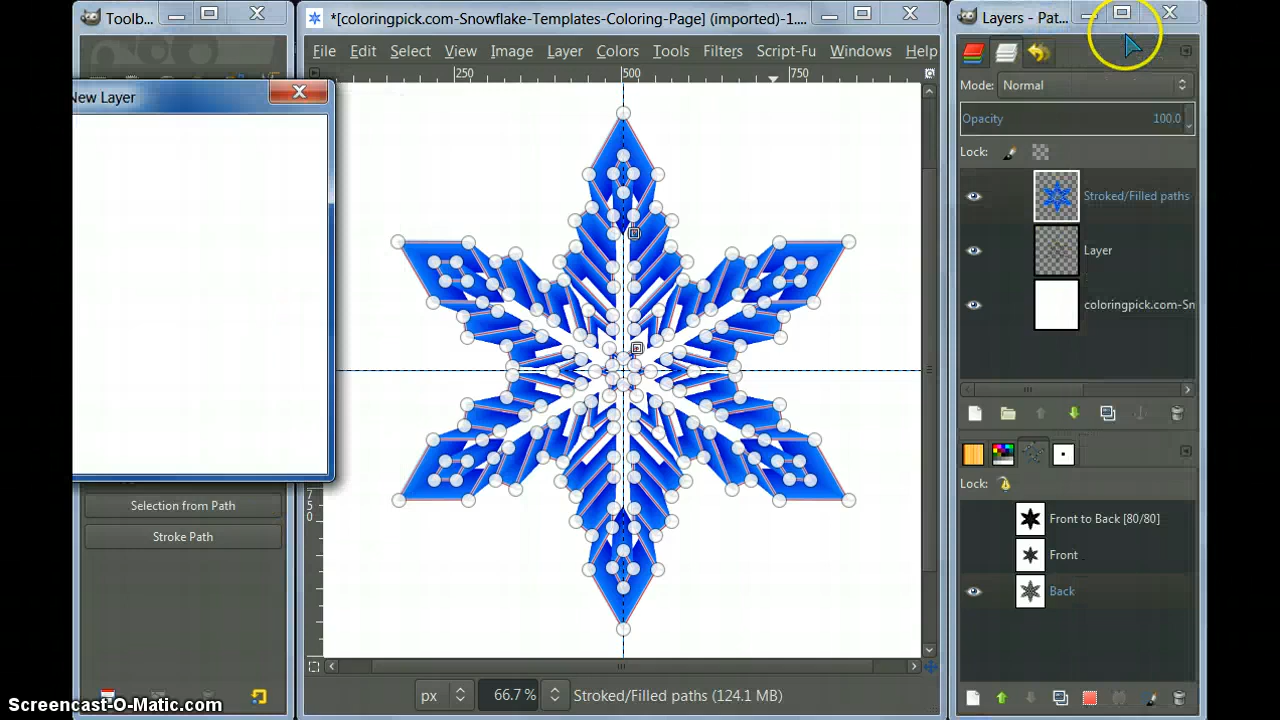 Toolb...
*[coloringpick.com-Snowflake-Templates-Coloring-Page] (imported)-1....
Layers - Pat...
File Edit Select View Image Layer Colors Tools Filters Script-Fu Windows Help
250 500 750
New Layer
Mode: Normal
Opacity 100.0
Lock:
Stroked/Filled paths
Layer
coloringpick.com-Sn
Lock:
Selection from Path
Stroke Path
750
Front to Back [80/80]
Front
Back
px 66.7 % Stroked/Filled paths (124.1 MB)
Screencast-O-Matic.com